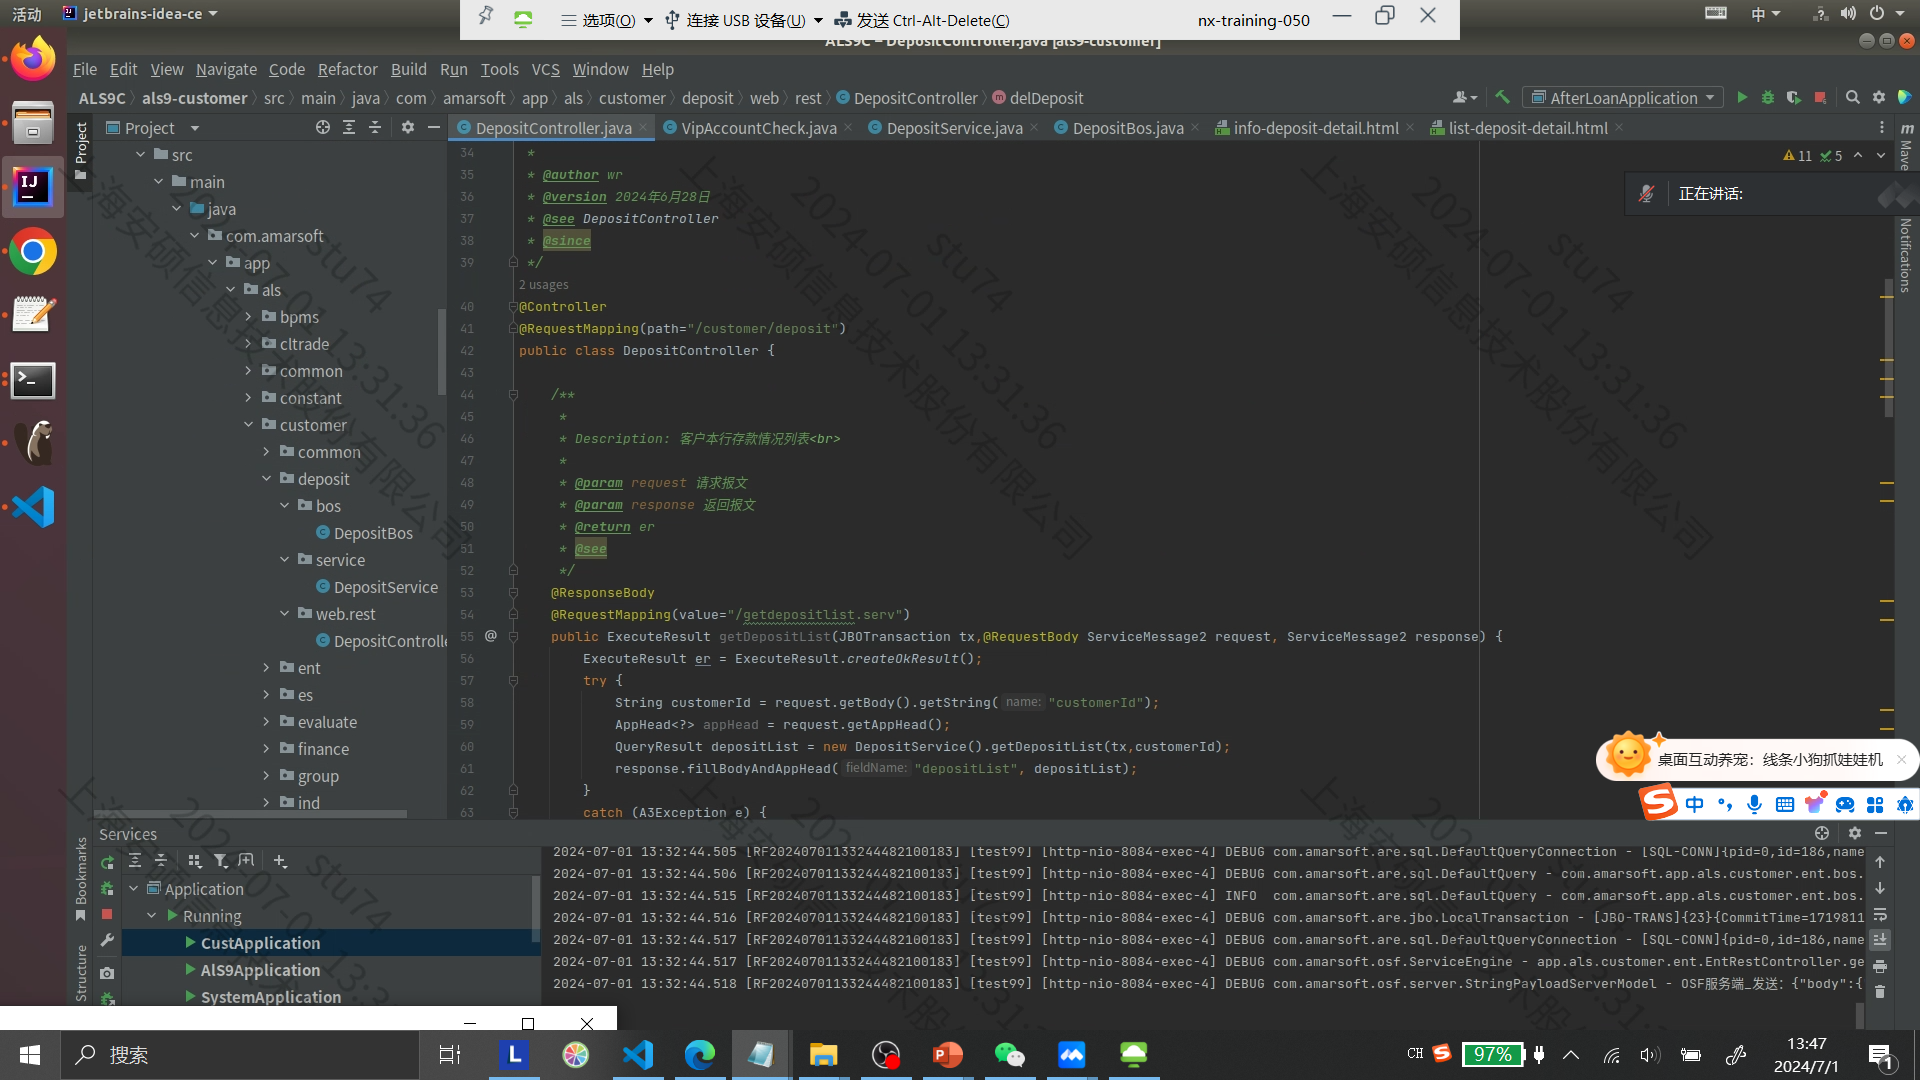 活动 jetbrains-idea-ce
选项(O) 连接 USB 设备(U) 发送 Ctrl-Alt-Delete(C) nx-training-050
中
ALS9C – DepositController.java [als9-customer]
File Edit View Navigate Code Refactor Build Run Tools VCS Window Help
ALS9C als9-customer src main java com amarsoft app als customer deposit web rest DepositController delDeposit
AfterLoanApplication
Project
DepositController.java VipAccountCheck.java DepositService.java DepositBos.java info-deposit-detail.html list-deposit-detail.html
Project
src
main
java
com.amarsoft
app
als
bpms
cltrade
common
constant
customer
common
deposit
bos
DepositBos
service
DepositService
web.rest
DepositControlle
ent
es
evaluate
finance
group
ind
34 *
35 * @author wr
36 * @version 2024年6月28日
37 * @see DepositController
38 * @since
39 */
2 usages
40 @Controller
41 @RequestMapping(path="/customer/deposit")
42 public class DepositController {
43
44 /**
45 *
46 * Description: 客户本行存款情况列表<br>
47 *
48 * @param request 请求报文
49 * @param response 返回报文
50 * @return er
51 * @see
52 */
53 @ResponseBody
54 @RequestMapping(value="/getdepositlist.serv")
55 @ public ExecuteResult getDepositList(JBOTransaction tx,@RequestBody ServiceMessage2 request, ServiceMessage2 response) {
56 ExecuteResult er = ExecuteResult.createOkResult();
57 try {
58 String customerId = request.getBody().getString( name: "customerId");
59 AppHead<?> appHead = request.getAppHead();
60 QueryResult depositList = new DepositService().getDepositList(tx,customerId);
61 response.fillBodyAndAppHead( fieldName: "depositList", depositList);
62 }
63 catch (A3Exception e) {
11 5
正在讲话:
m Mave
Notifications
桌面互动养宠：线条小狗抓娃娃机
中
上海安硕信息技术股份有限公司
2024-07-01 13:31:36
stu74
Services
Bookmarks
Structure
Application
Running
CustApplication
AlS9Application
SystemApplication
2024-07-01 13:32:44.505 [RF20240701133244482100183] [test99] [http-nio-8084-exec-4] DEBUG com.amarsoft.are.sql.DefaultQueryConnection - [SQL-CONN]{pid=0,id=186,name
2024-07-01 13:32:44.506 [RF20240701133244482100183] [test99] [http-nio-8084-exec-4] DEBUG com.amarsoft.are.sql.DefaultQuery - com.amarsoft.app.als.customer.ent.bos.
2024-07-01 13:32:44.515 [RF20240701133244482100183] [test99] [http-nio-8084-exec-4] INFO com.amarsoft.are.sql.DefaultQuery - com.amarsoft.app.als.customer.ent.bos.
2024-07-01 13:32:44.516 [RF20240701133244482100183] [test99] [http-nio-8084-exec-4] DEBUG com.amarsoft.are.jbo.LocalTransaction - [JBO-TRANS]{23}{CommitTime=1719811
2024-07-01 13:32:44.517 [RF20240701133244482100183] [test99] [http-nio-8084-exec-4] DEBUG com.amarsoft.are.sql.DefaultQueryConnection - [SQL-CONN]{pid=0,id=186,name
2024-07-01 13:32:44.517 [RF20240701133244482100183] [test99] [http-nio-8084-exec-4] DEBUG com.amarsoft.osf.ServiceEngine - app.als.customer.ent.EntRestController.ge
2024-07-01 13:32:44.518 [RF20240701133244482100183] [test99] [http-nio-8084-exec-4] DEBUG com.amarsoft.osf.server.StringPayloadServerModel - OSF服务端_发送: {"body":{
搜索
CH 97%
13:47
2024/7/1
1